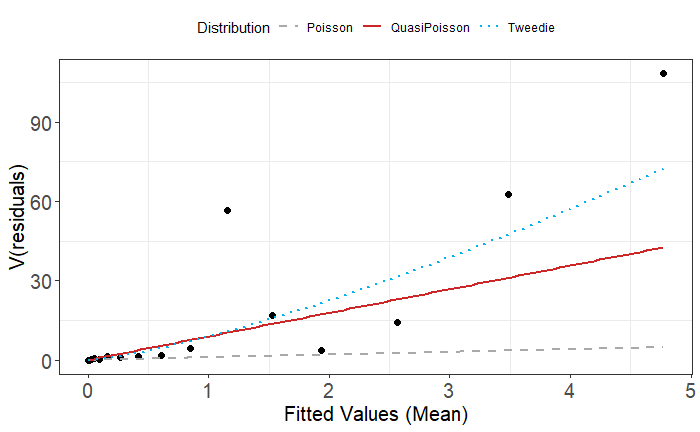 Distribution Poisson QuasiPoisson Tweedie
V(residuals)
90
60
30
0
0 1 2 3 4 5
Fitted Values (Mean)